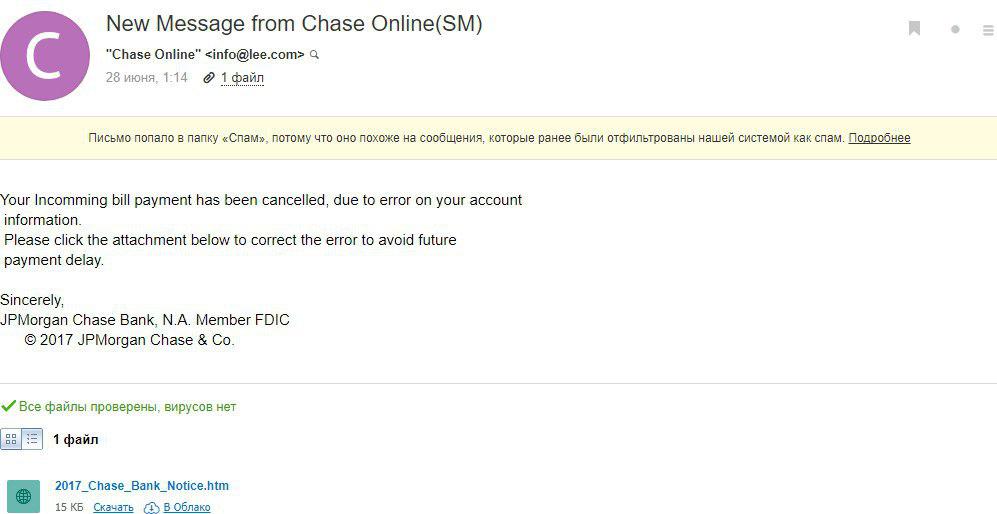 C
New Message from Chase Online(SM)
"Chase Online" <info@lee.com>
28 июня, 1:14 1 файл
Письмо попало в папку «Спам», потому что оно похоже на сообщения, которые ранее были отфильтрованы нашей системой как спам. Подробнее
Your Incomming bill payment has been cancelled, due to error on your account
information.
Please click the attachment below to correct the error to avoid future
payment delay.
Sincerely,
JPMorgan Chase Bank, N.A. Member FDIC
© 2017 JPMorgan Chase & Co.
Все файлы проверены, вирусов нет
1 файл
2017_Chase_Bank_Notice.htm
15 КБ Скачать В Облако